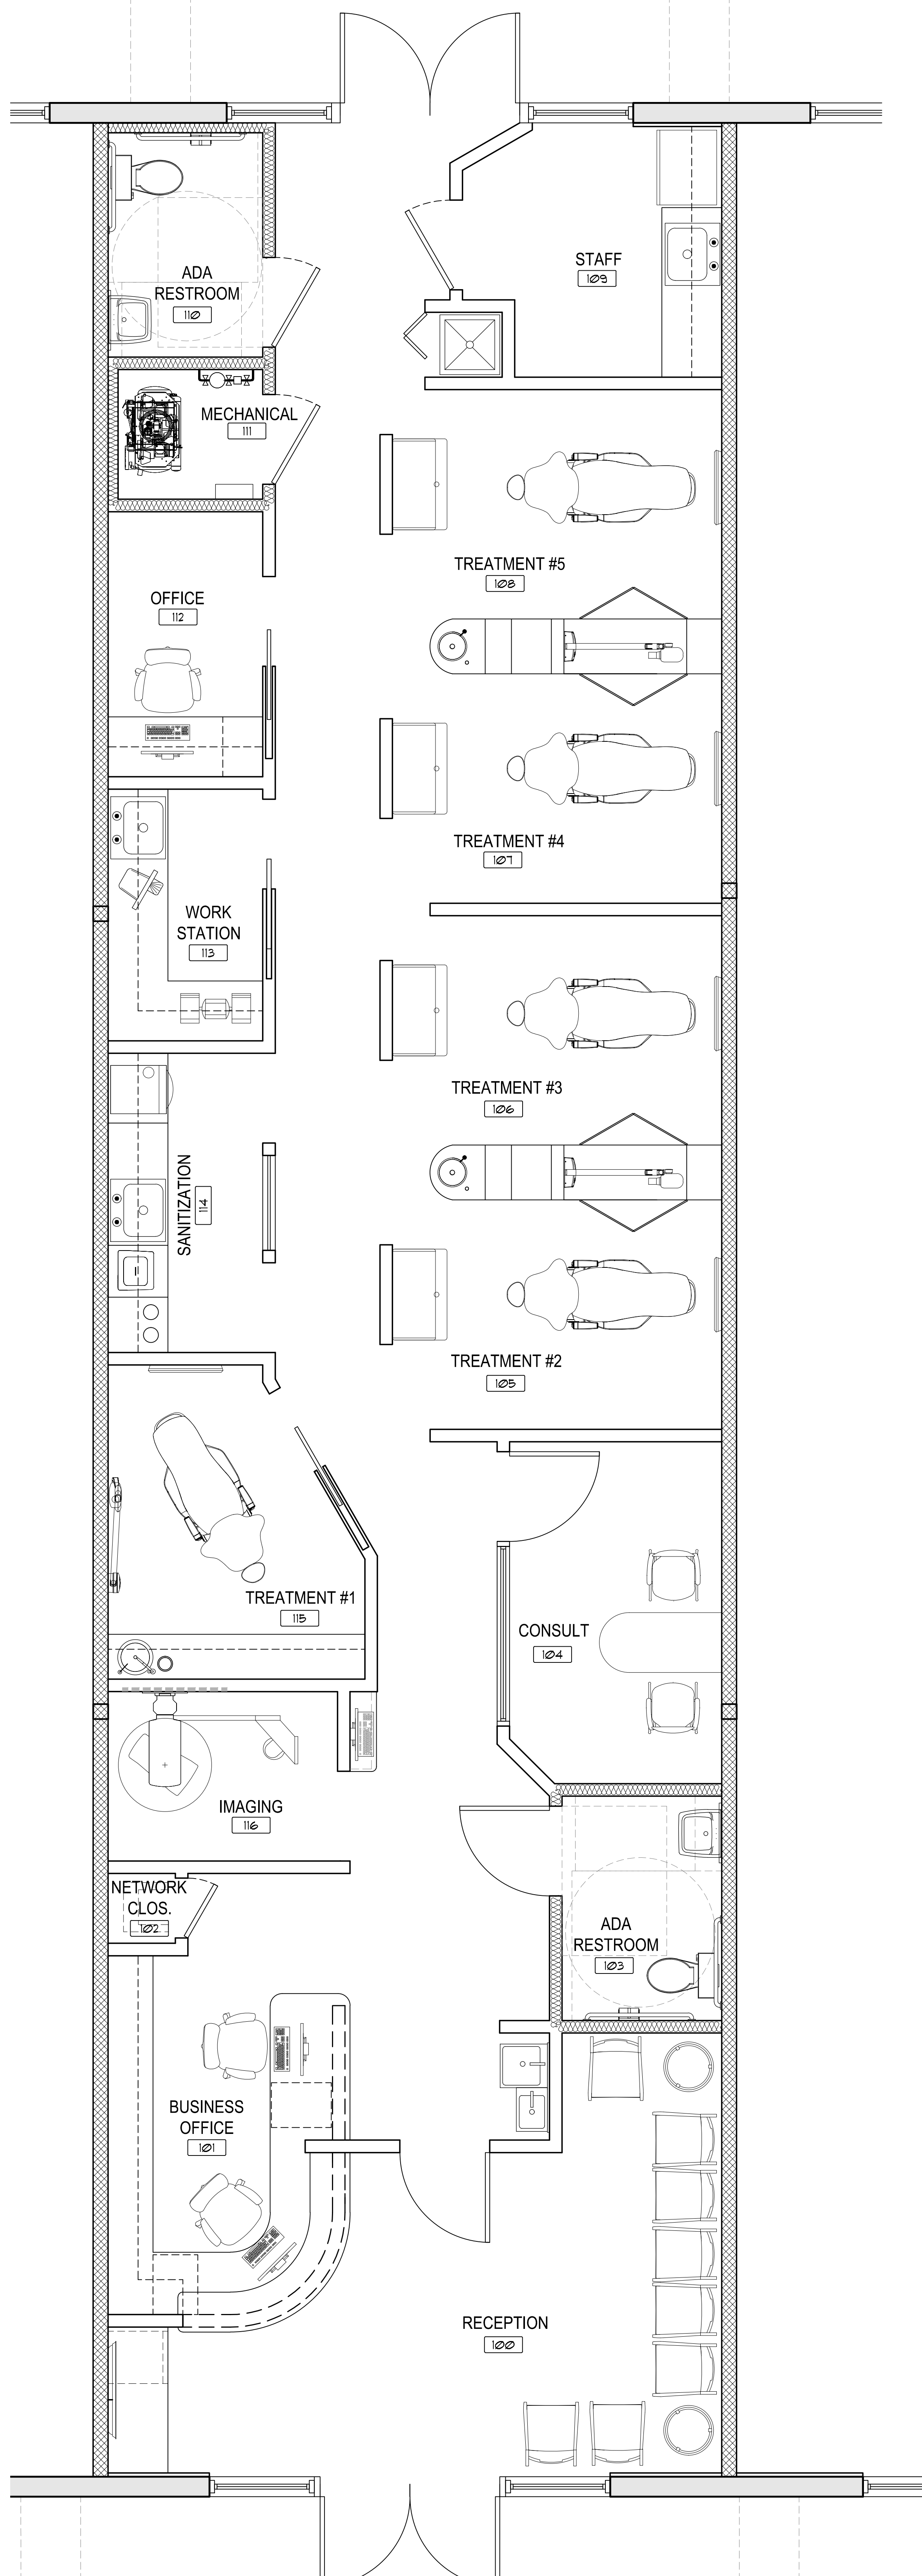 STAFF
109
ADA
RESTROOM
110
MECHANICAL
111
TREATMENT #5
108
OFFICE
112
TREATMENT #4
107
WORK
STATION
113
TREATMENT #3
106
SANITIZATION
114
TREATMENT #2
105
TREATMENT #1
115
CONSULT
104
IMAGING
116
NETWORK
CLOS.
102
ADA
RESTROOM
103
BUSINESS
OFFICE
101
RECEPTION
100